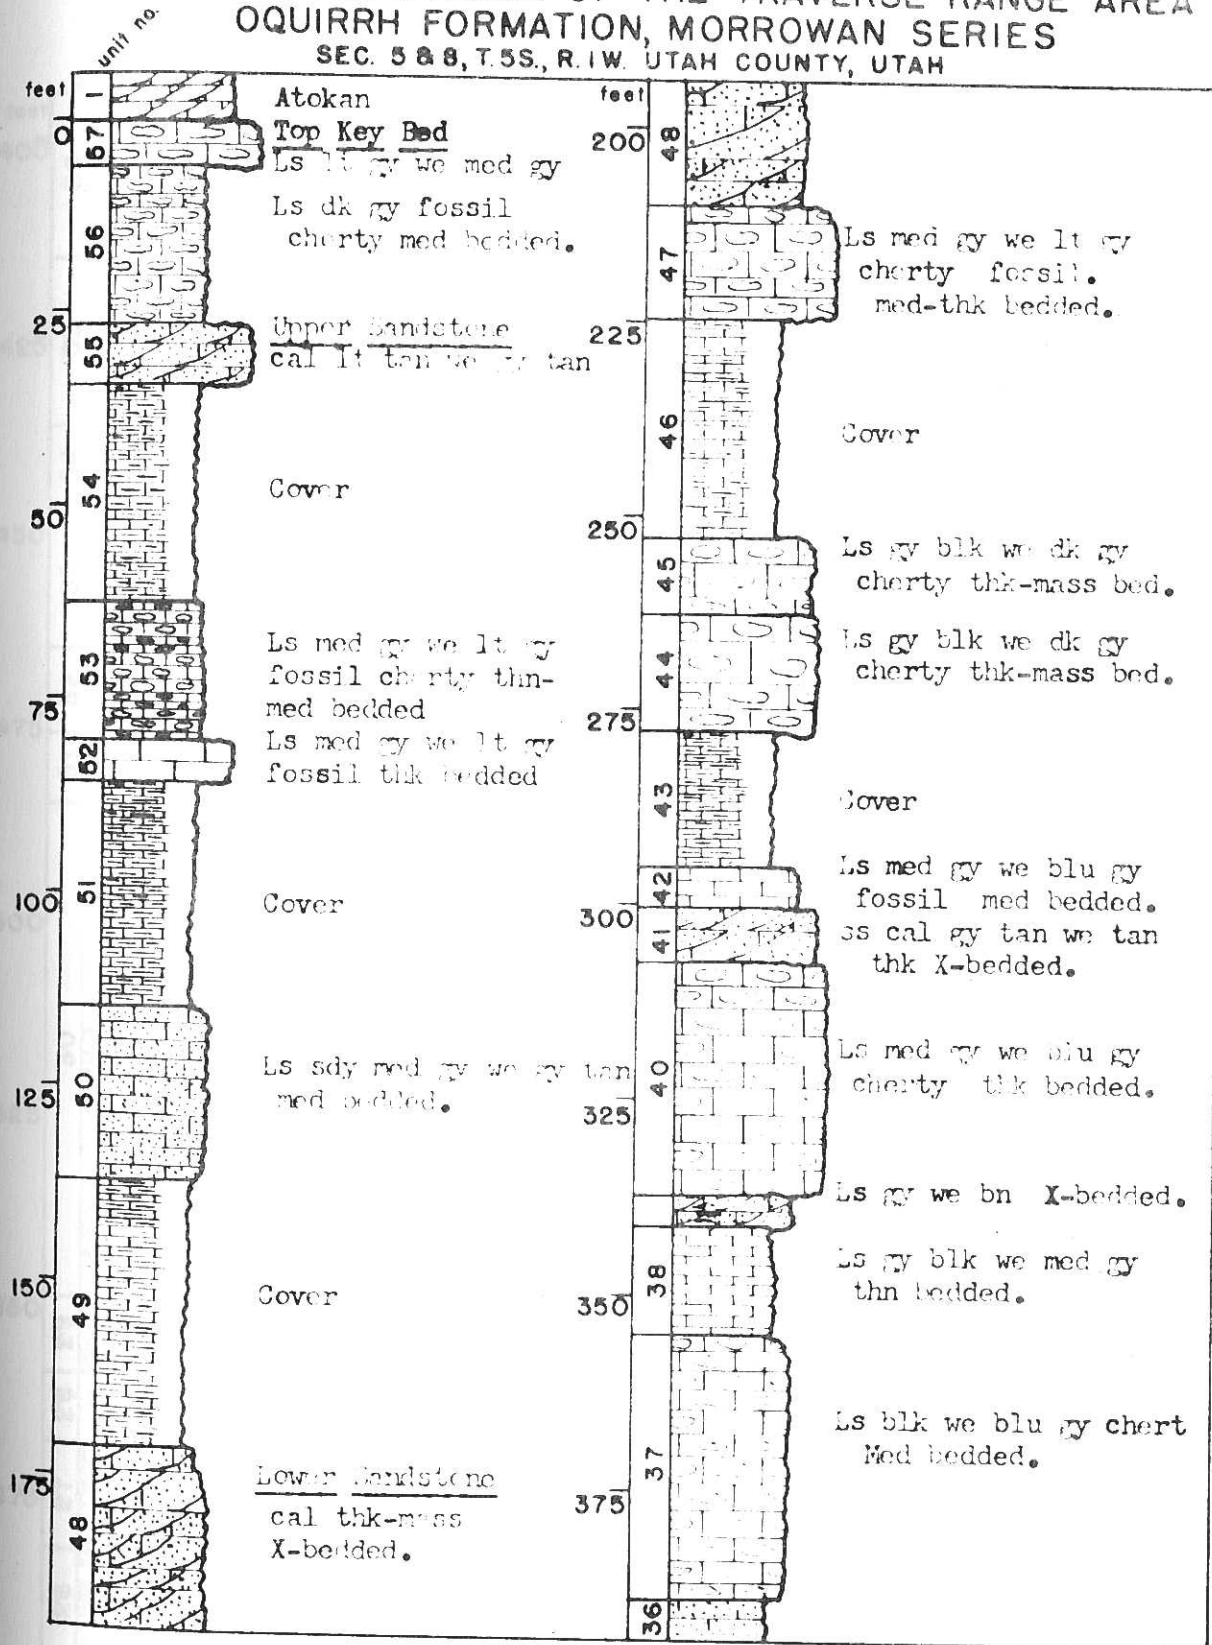 OF THE TRAVERSE RANGE AREA
OQUIRRH FORMATION, MORROWAN SERIES
SEC. 5 & 8, T. 5S., R. 1W. UTAH COUNTY, UTAH
unit no.
feet
1
Atokan
0
57
Top Key Bed
Ls lt gy we med gy
56
Ls dk gy fossil
cherty med bedded.
25
55
Upper Sandstone
cal lt tan we gy tan
54
Cover
50
53
Ls med gy we lt gy
fossil cherty thn-
med bedded
75
52
Ls med gy we lt gy
fossil thk bedded
51
100
Cover
50
Ls sdy med gy we gy tan
med bedded.
125
49
150
Cover
175
48
Lower Sandstone
cal thk-mass
X-bedded.
feet
200
48
47
Ls med gy we lt gy
cherty fossil.
med-thk bedded.
225
46
Cover
250
45
Ls gy blk we dk gy
cherty thk-mass bed.
44
Ls gy blk we dk gy
cherty thk-mass bed.
275
43
Cover
42
Ls med gy we blu gy
fossil med bedded.
300
41
ss cal gy tan we tan
thk X-bedded.
40
Ls med gy we blu gy
cherty thk bedded.
325
Ls gy we bn X-bedded.
38
Ls gy blk we med gy
thn bedded.
350
37
Ls blk we blu gy chert
Med bedded.
375
36